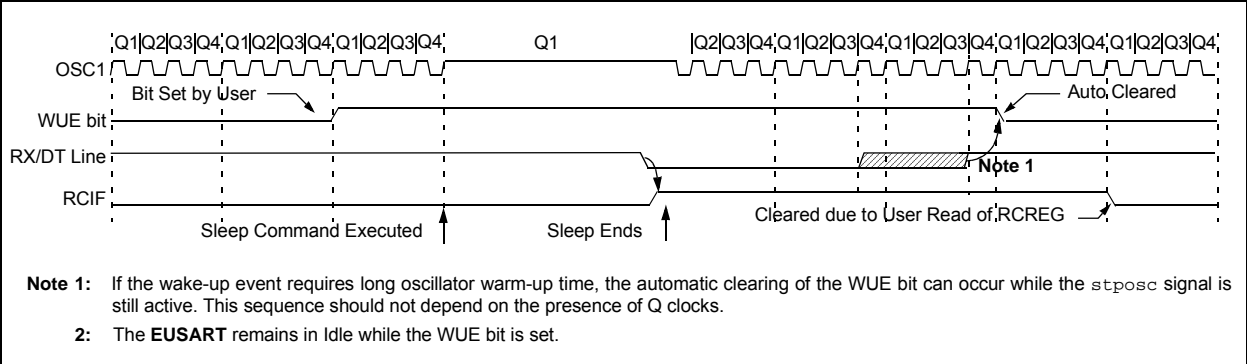 Q1 Q2 Q3 Q4 Q1 Q2 Q3 Q4 Q1 Q2 Q3 Q4 Q1 Q2 Q3 Q4 Q1 Q2 Q3 Q4 Q1 Q2 Q3 Q4 Q1 Q2 Q3 Q4
OSC1
Bit Set by User
Auto Cleared
WUE bit
RX/DT Line
Note 1
RCIF
Cleared due to User Read of RCREG
Sleep Command Executed
Sleep Ends
Note 1: If the wake-up event requires long oscillator warm-up time, the automatic clearing of the WUE bit can occur while the stposc signal is
still active. This sequence should not depend on the presence of Q clocks.
2: The EUSART remains in Idle while the WUE bit is set.